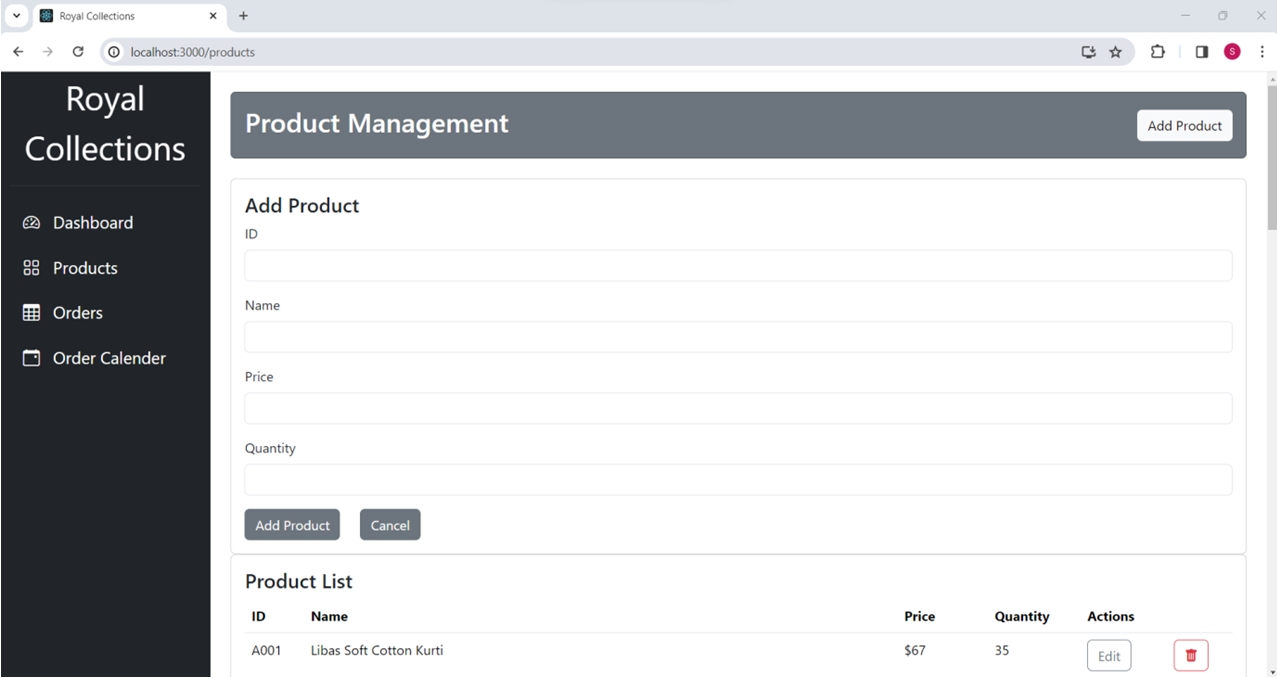 Royal Collections
localhost:3000/products
S
Royal
Collections
Dashboard
Products
Orders
Order Calender
Product Management
Add Product
Add Product
ID
Name
Price
Quantity
Add Product Cancel
Product List
ID Name Price Quantity Actions
A001 Libas Soft Cotton Kurti $67 35 Edit